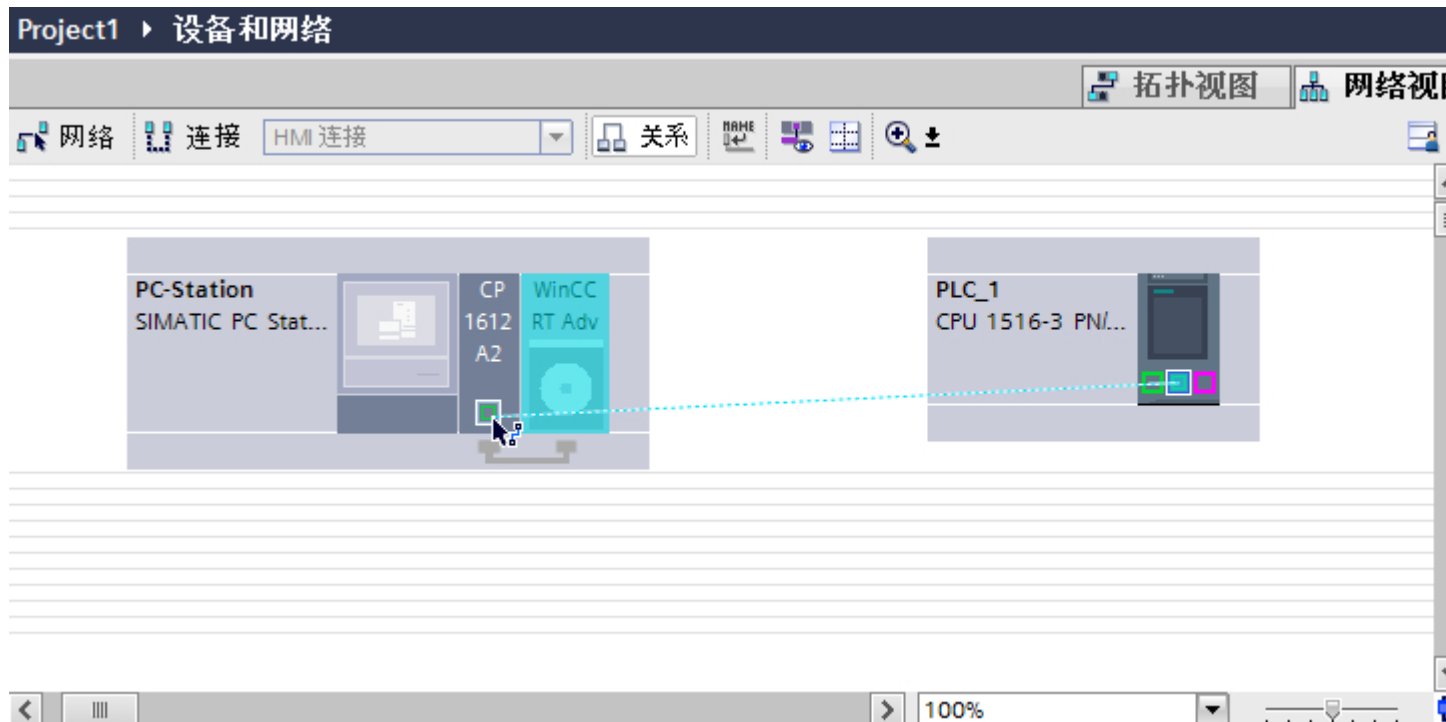 Project1 ▸ 设备和网络
拓扑视图 网络视
网络 连接 HMI 连接 关系 NAME
PC-Station
SIMATIC PC Stat...
CP
1612
A2
WinCC
RT Adv
PLC_1
CPU 1516-3 PN/...
100%